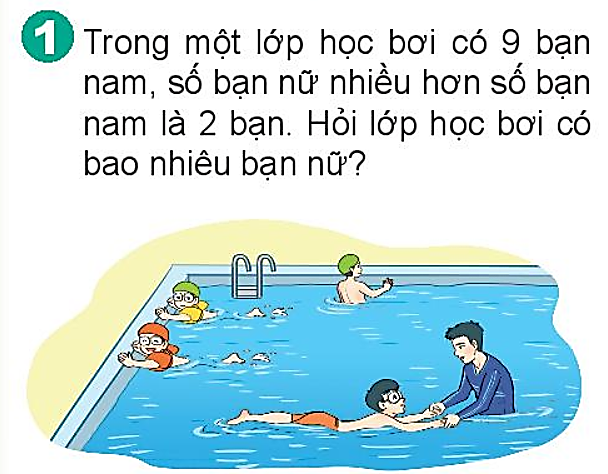 1 Trong một lớp học bơi có 9 bạn
nam, số bạn nữ nhiều hơn số bạn
nam là 2 bạn. Hỏi lớp học bơi có
bao nhiêu bạn nữ?